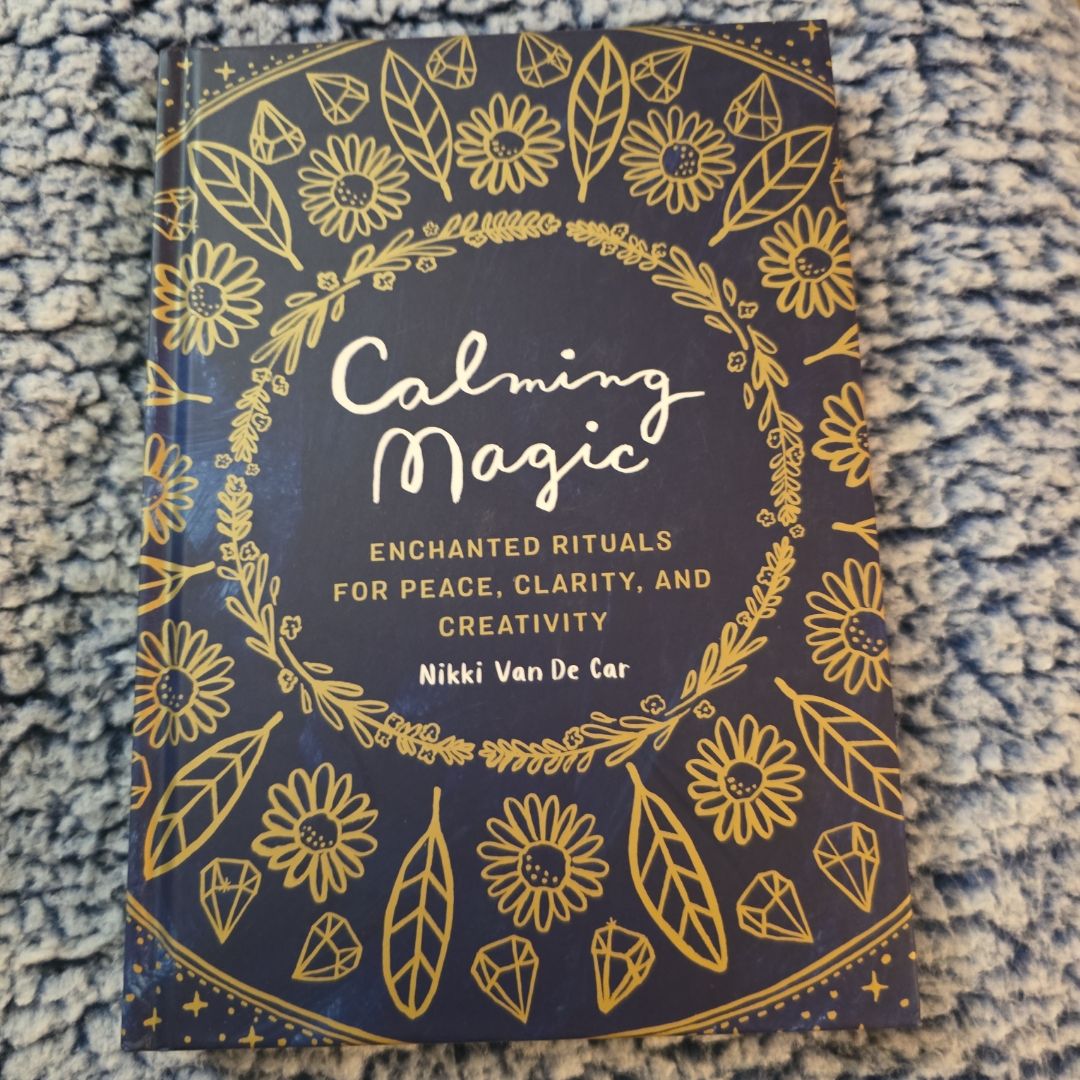 Calming
Magic
ENCHANTED RITUALS
FOR PEACE, CLARITY, AND
CREATIVITY
Nikki Van De Car